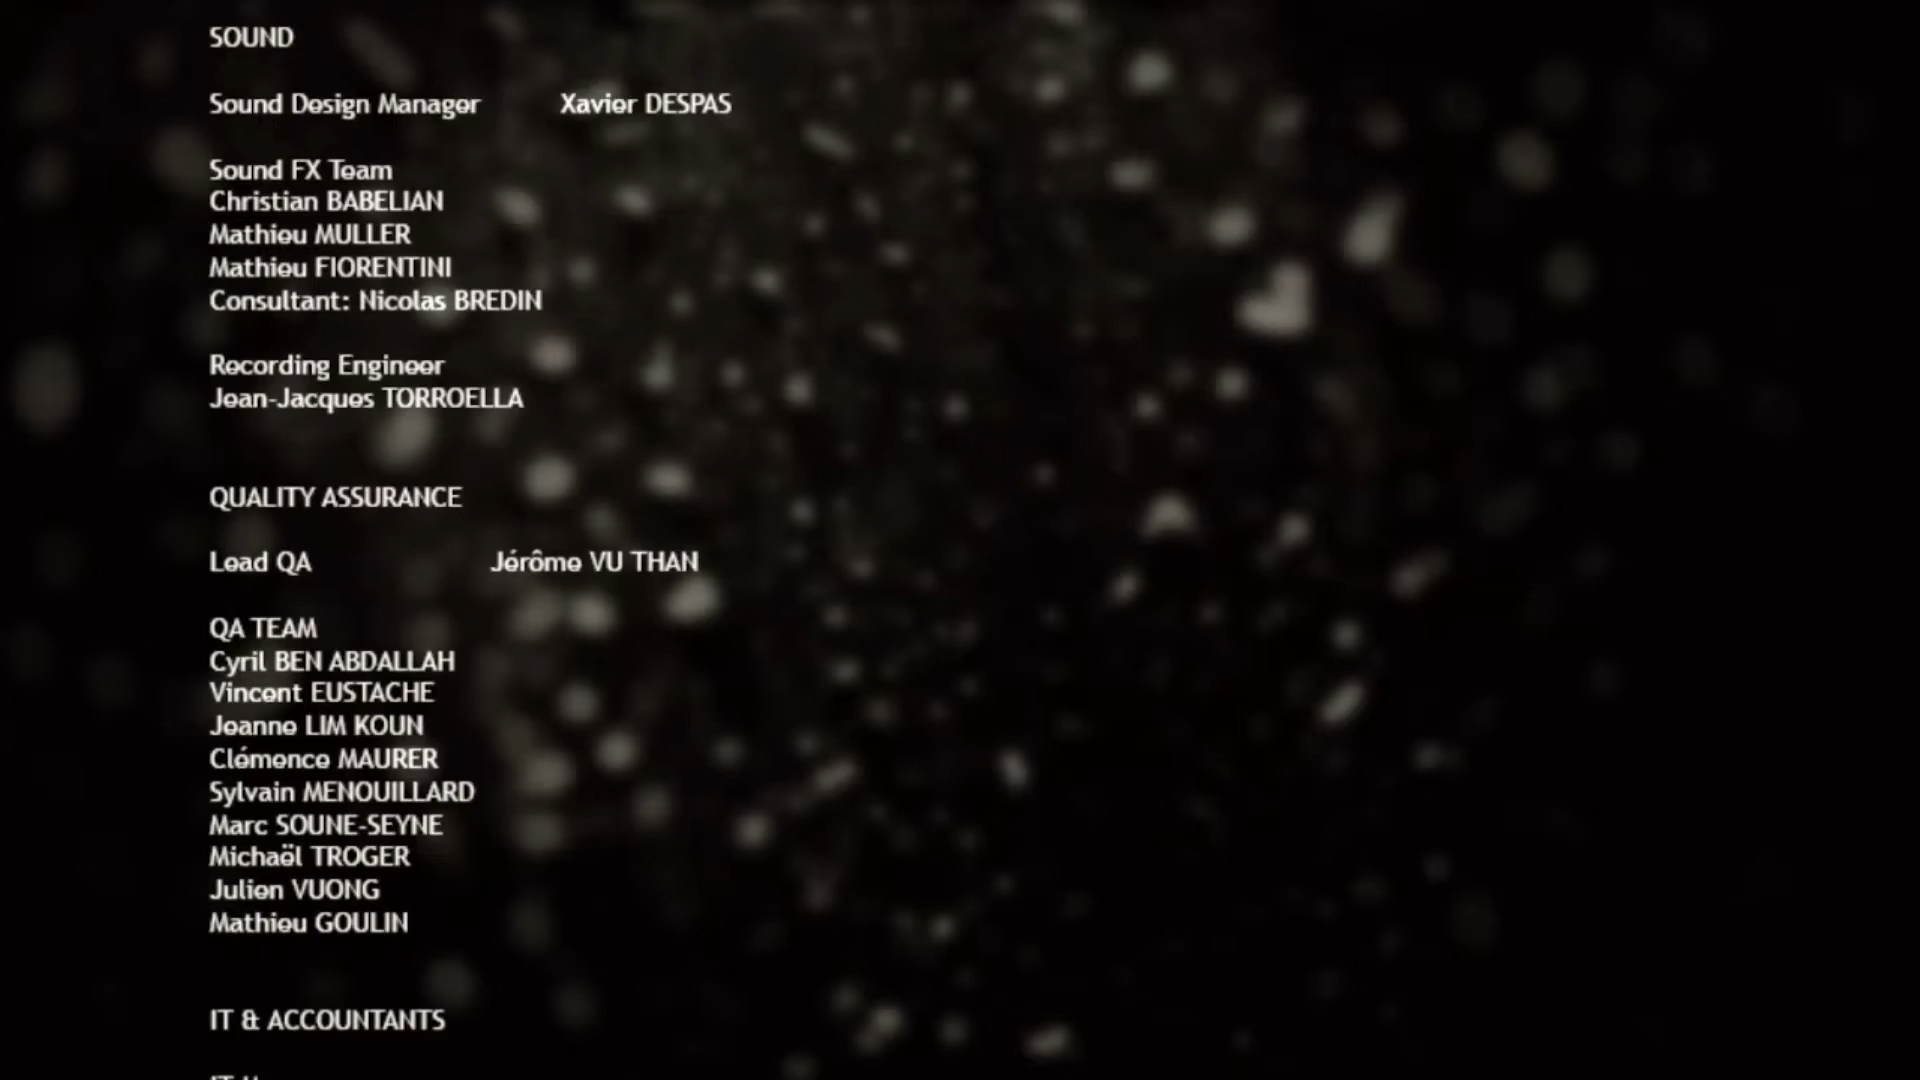 SOUND
Sound Design Manager Xavier DESPAS
Sound FX Team
Christian BABELIAN
Mathieu MULLER
Mathieu FIORENTINI
Consultant: Nicolas BREDIN
Recording Engineer
Jean-Jacques TORROELLA
QUALITY ASSURANCE
Lead QA Jérôme VU THAN
QA TEAM
Cyril BEN ABDALLAH
Vincent EUSTACHE
Jeanne LIM KOUN
Clémence MAURER
Sylvain MENOUILLARD
Marc SOUNE-SEYNE
Michaël TROGER
Julien VUONG
Mathieu GOULIN
IT & ACCOUNTANTS